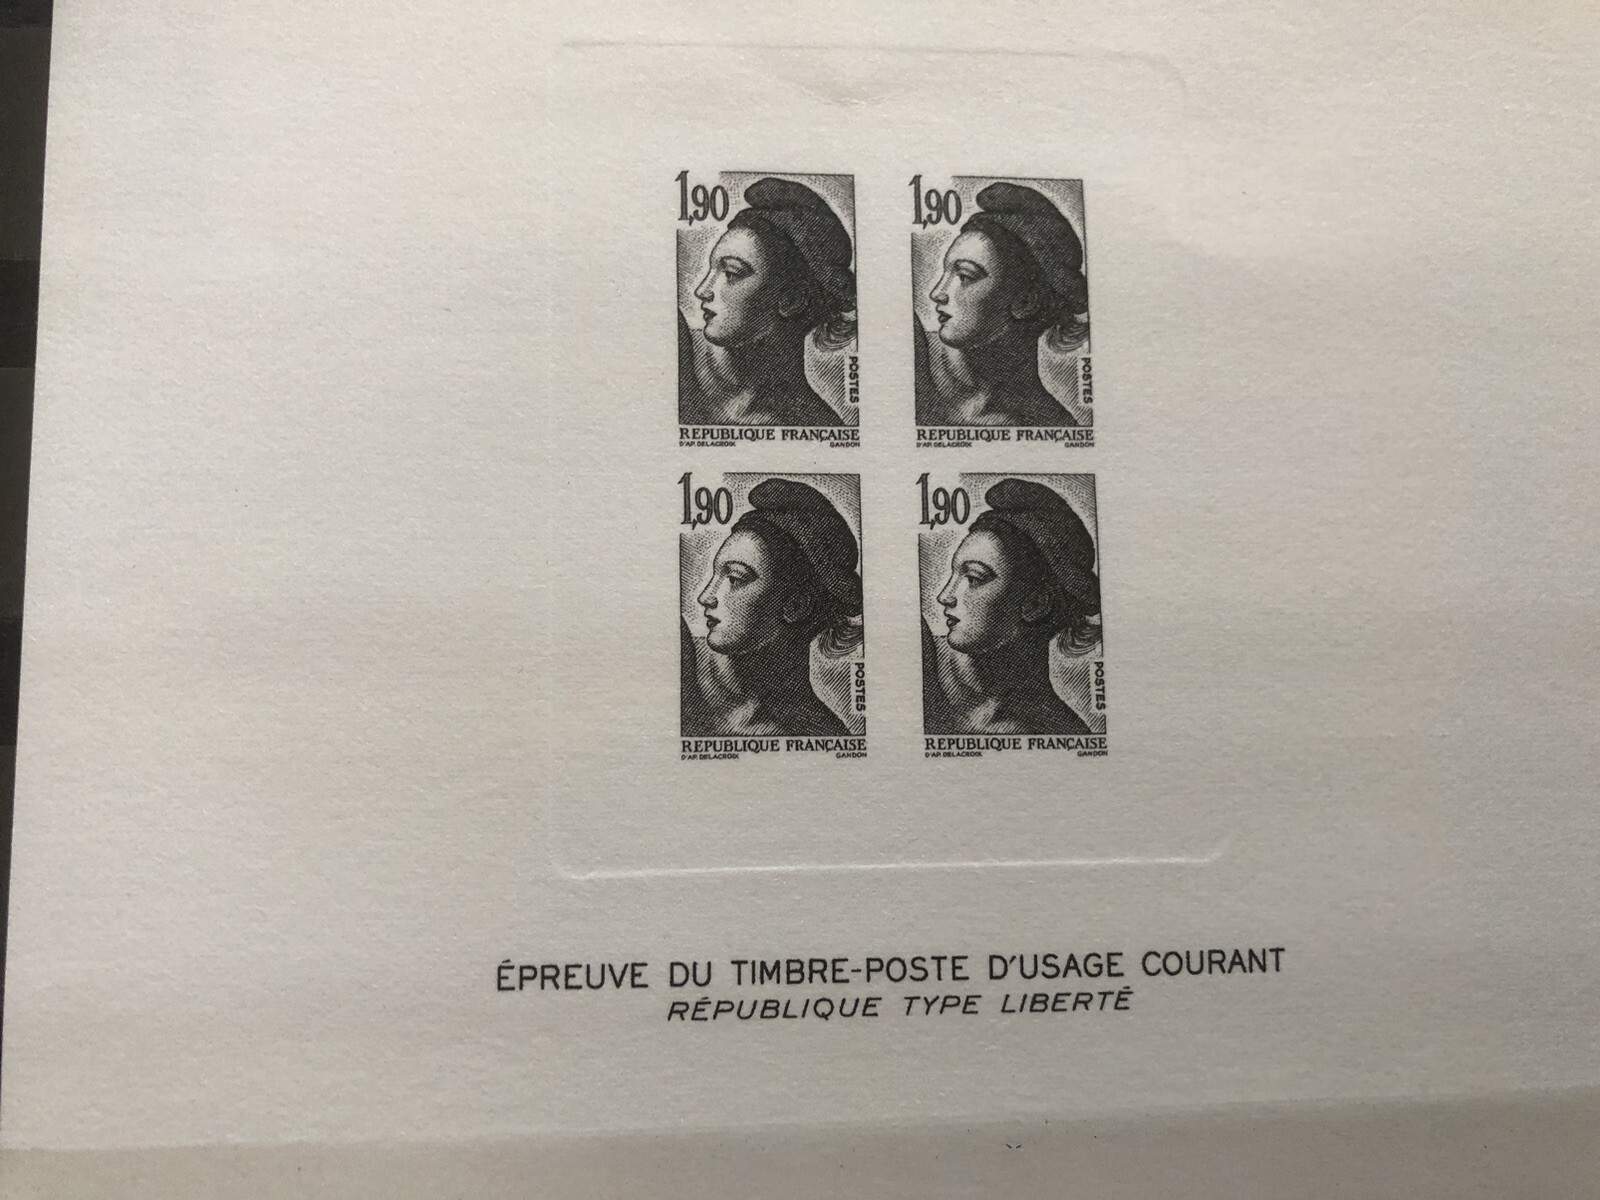 1,90
POSTES
REPUBLIQUE FRANÇAISE
D'AP. DELACROIX GANDON
1,90
POSTES
REPUBLIQUE FRANÇAISE
D'AP. DELACROIX GANDON
1,90
POSTES
REPUBLIQUE FRANÇAISE
D'AP. DELACROIX GANDON
1,90
POSTES
REPUBLIQUE FRANÇAISE
D'AP. DELACROIX GANDON
ÉPREUVE DU TIMBRE-POSTE D'USAGE COURANT
RÉPUBLIQUE TYPE LIBERTÉ